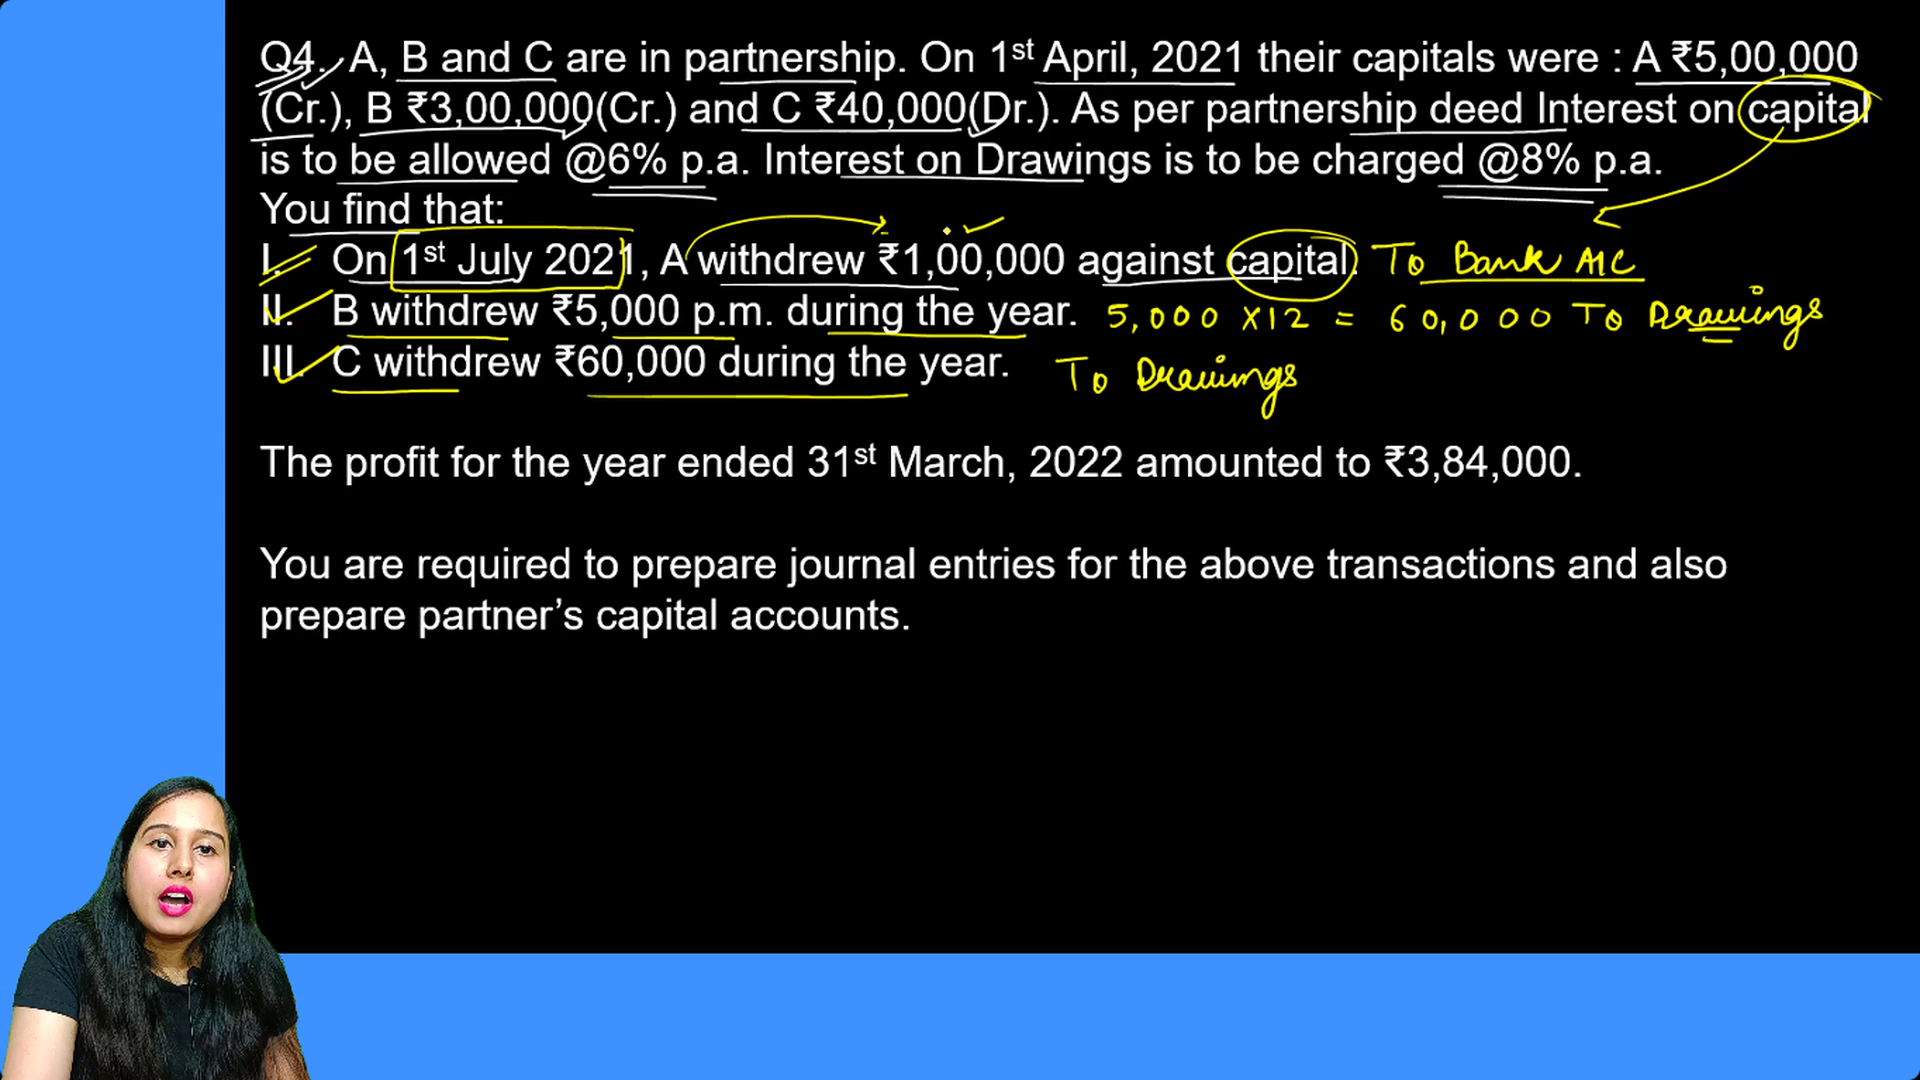 Q4. A, B and C are in partnership. On 1st April, 2021 their capitals were : A ₹5,00,000
(Cr.), B ₹3,00,000(Cr.) and C ₹40,000(Dr.). As per partnership deed Interest on capital
is to be allowed @6% p.a. Interest on Drawings is to be charged @8% p.a.
You find that:
I. On 1st July 2021, A withdrew ₹1,00,000 against capital. To Bank A/C
II. B withdrew ₹5,000 p.m. during the year. 5,000 x12 = 60,000 To Drawings
III. C withdrew ₹60,000 during the year. To Drawings
The profit for the year ended 31st March, 2022 amounted to ₹3,84,000.
You are required to prepare journal entries for the above transactions and also
prepare partner’s capital accounts.